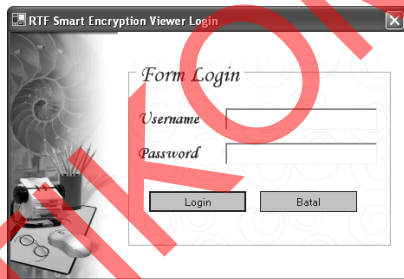 RTF Smart Encryption Viewer Login
Form Login
Username
Password
Login
Batal